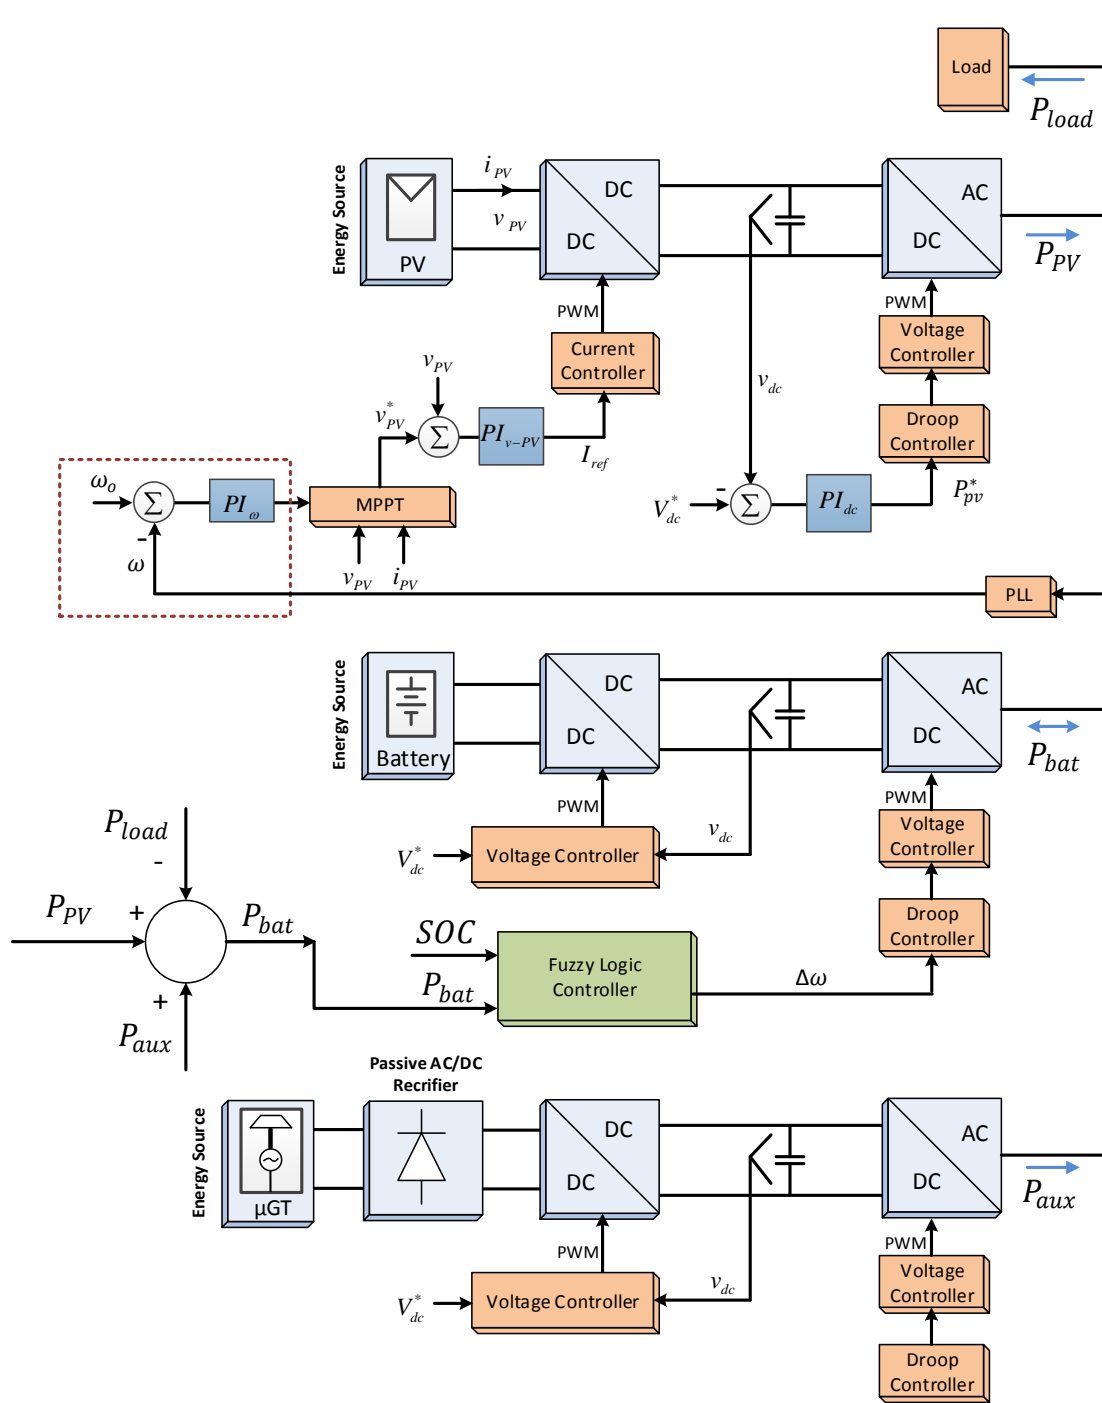 Load
P_load
Energy Source
PV
i_PV
v_PV
DC
DC
AC
DC
P_PV
PWM
PWM
Current
Controller
Voltage
Controller
v_PV
v*_PV
Σ
PI_v-PV
I_ref
v_dc
Droop
Controller
P*_pv
ω_o
Σ
PI_ω
MPPT
-
V*_dc
Σ
PI_dc
-
ω
v_PV
i_PV
PLL
Energy Source
Battery
DC
DC
AC
DC
P_bat
PWM
PWM
V*_dc
Voltage Controller
v_dc
Voltage
Controller
P_load
-
P_PV
+
P_bat
+
P_aux
SOC
P_bat
Fuzzy Logic
Controller
Δω
Droop
Controller
Passive AC/DC
Recrifier
Energy Source
μGT
DC
DC
AC
DC
P_aux
PWM
PWM
V*_dc
Voltage Controller
v_dc
Voltage
Controller
Droop
Controller